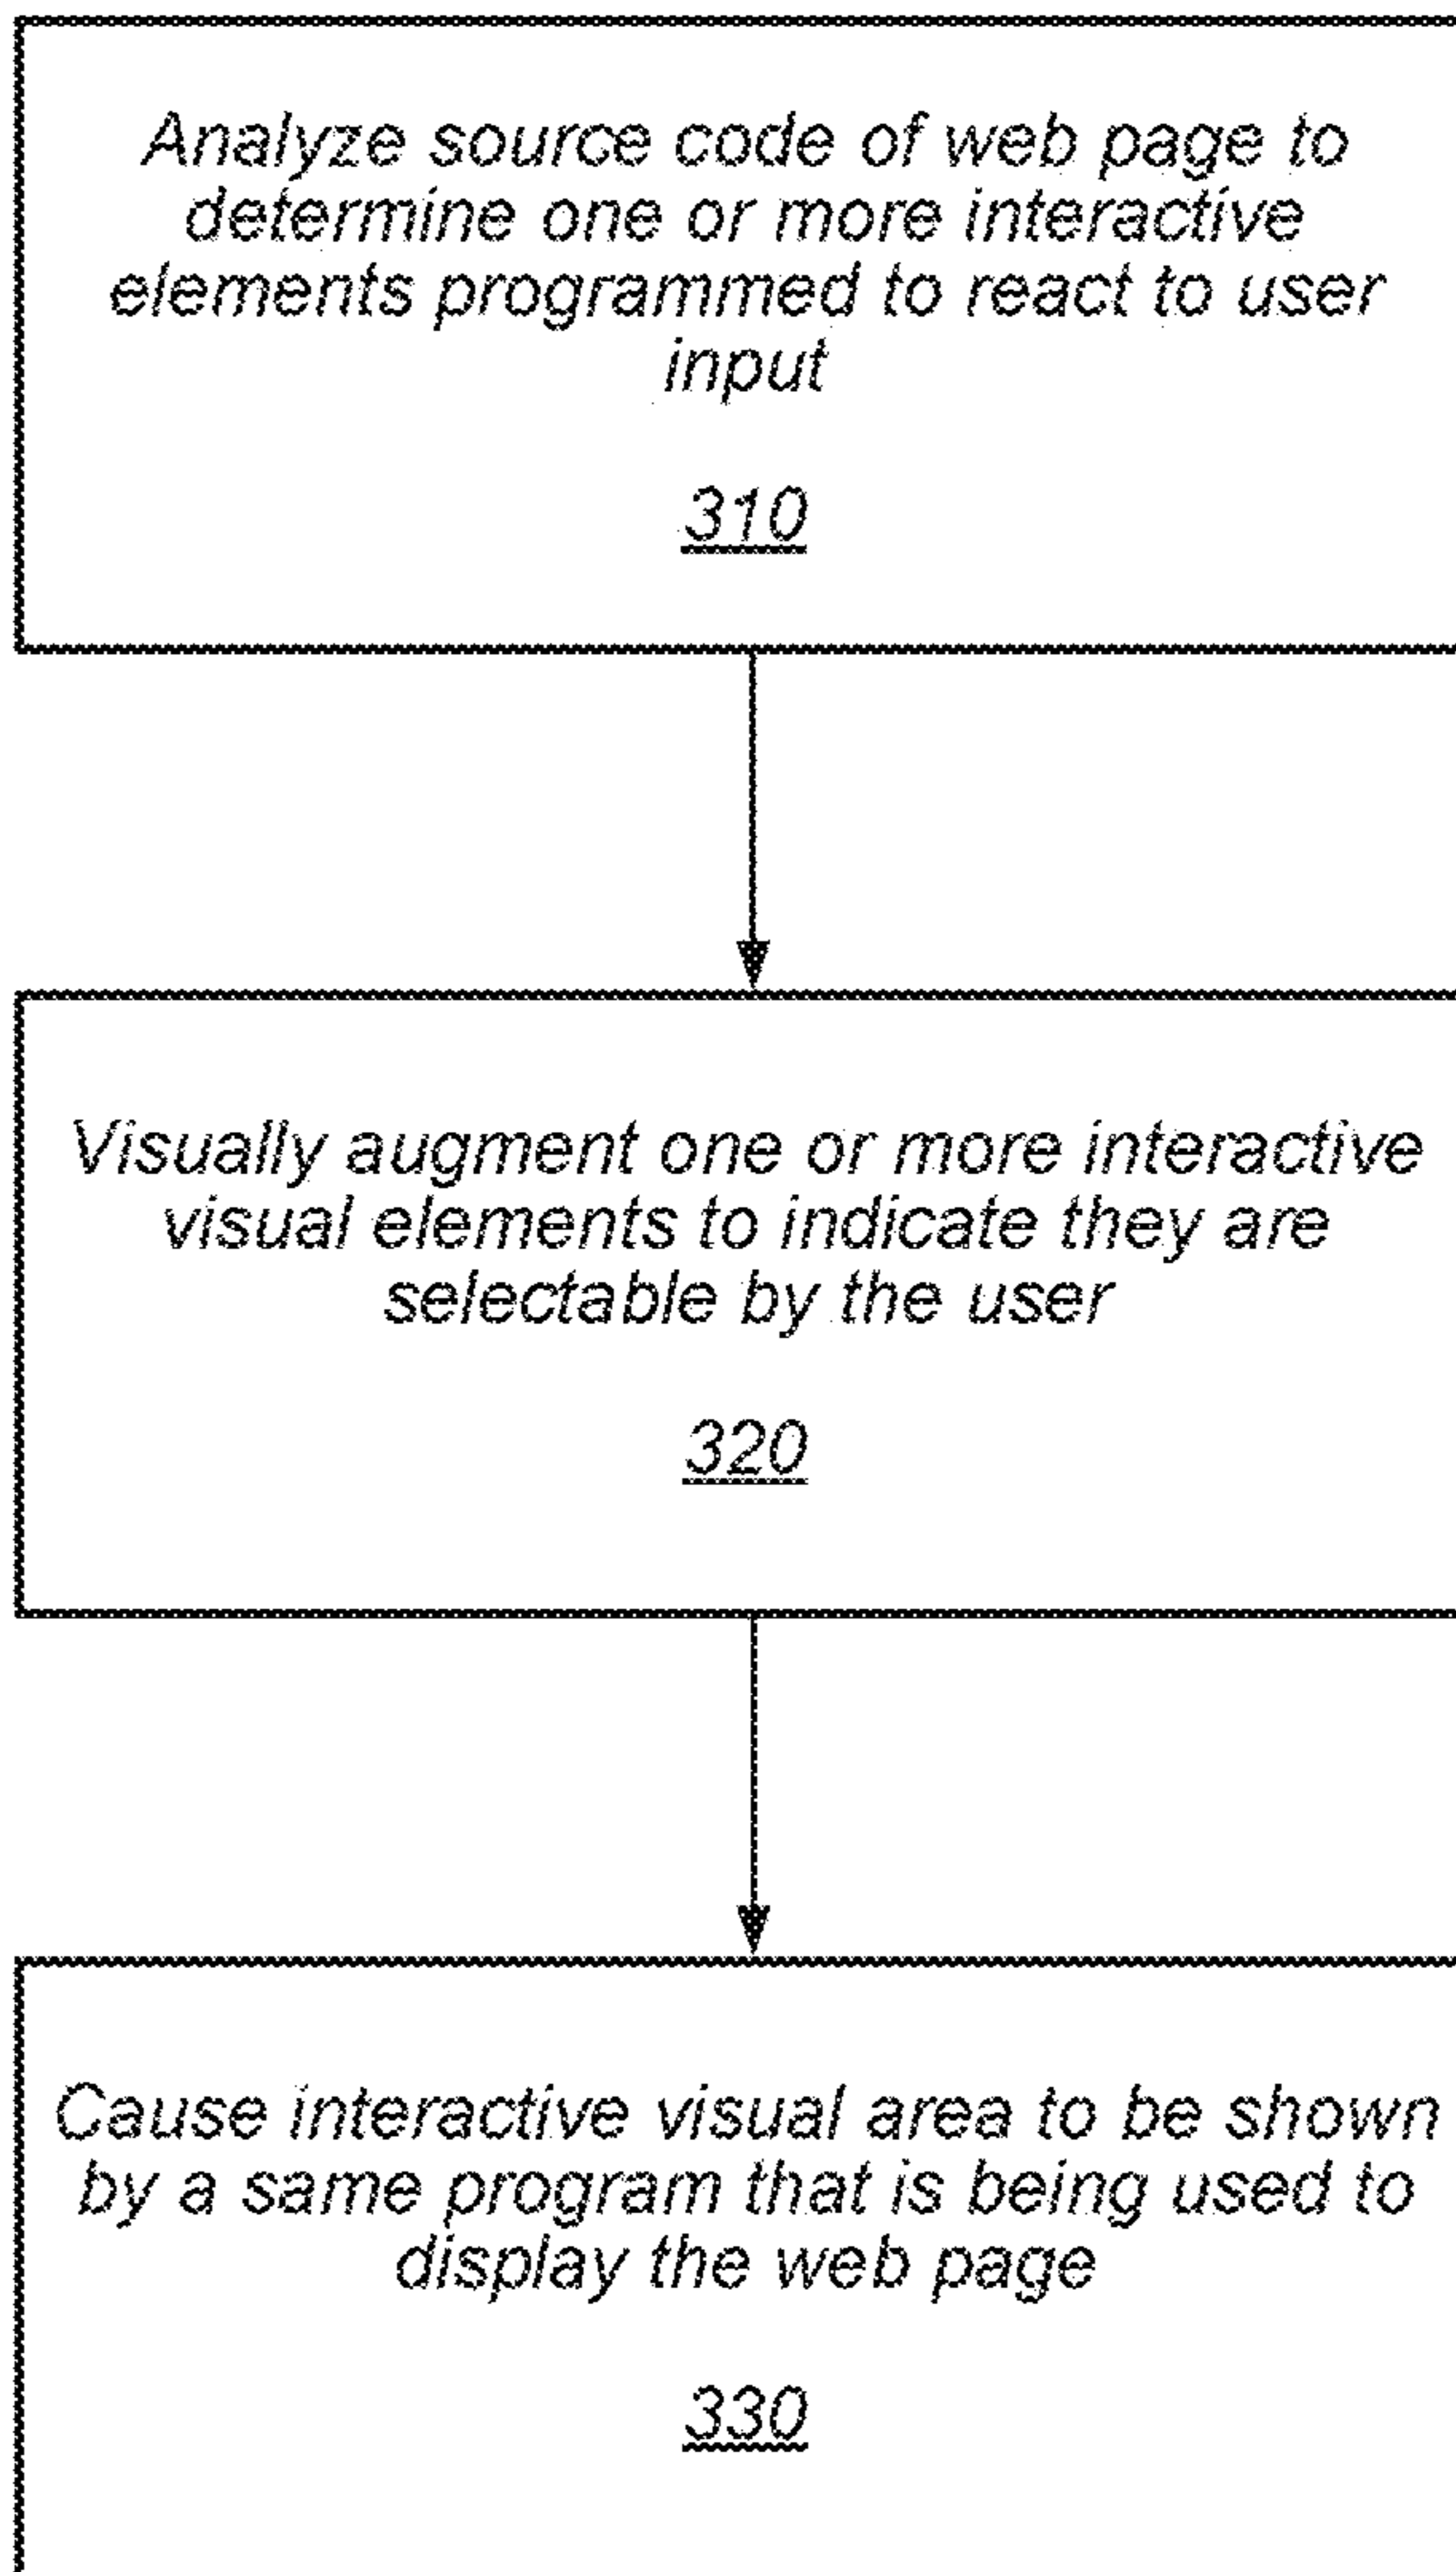 Analyze source code of web page to
determine one or more interactive
elements programmed to react to user
input
310
Visually augment one or more interactive
visual elements to indicate they are
selectable by the user
320
Cause interactive visual area to be shown
by a same program that is being used to
display the web page
330